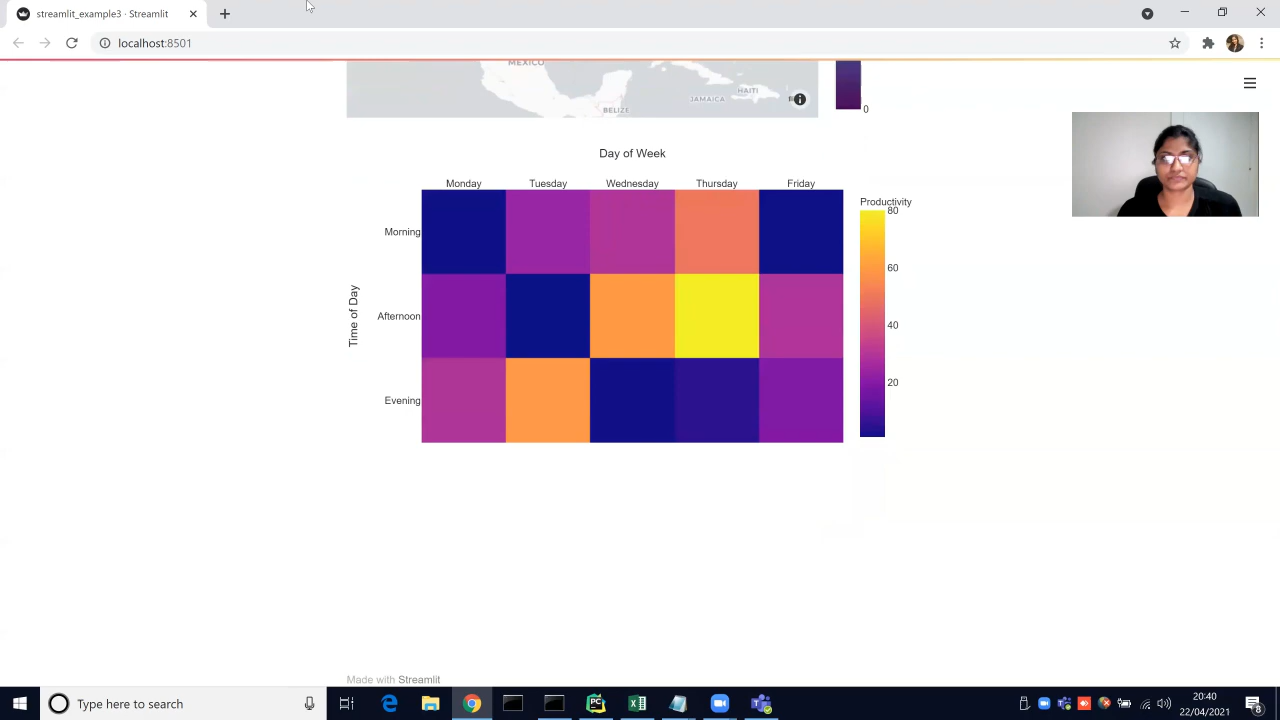 streamlit_example3 · Streamlit
localhost:8501
MEXICO
HAITI
JAMAICA
BELIZE
0
Day of Week
Monday Tuesday Wednesday Thursday Friday
Productivity
80
60
40
20
Time of Day
Morning
Afternoon
Evening
Made with Streamlit
Type here to search
20:40
22/04/2021